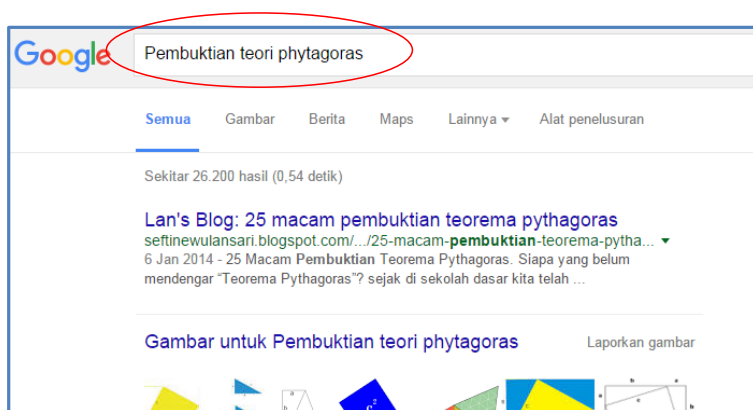 Google Pembuktian teori phytagoras
Semua Gambar Berita Maps Lainnya Alat penelusuran
Sekitar 26.200 hasil (0,54 detik)
Lan's Blog: 25 macam pembuktian teorema pythagoras
seftinewulansari.blogspot.com/.../25-macam-pembuktian-teorema-pytha...
6 Jan 2014 - 25 Macam Pembuktian Teorema Pythagoras. Siapa yang belum
mendengar “Teorema Pythagoras”? sejak di sekolah dasar kita telah ...
Gambar untuk Pembuktian teori phytagoras Laporkan gambar